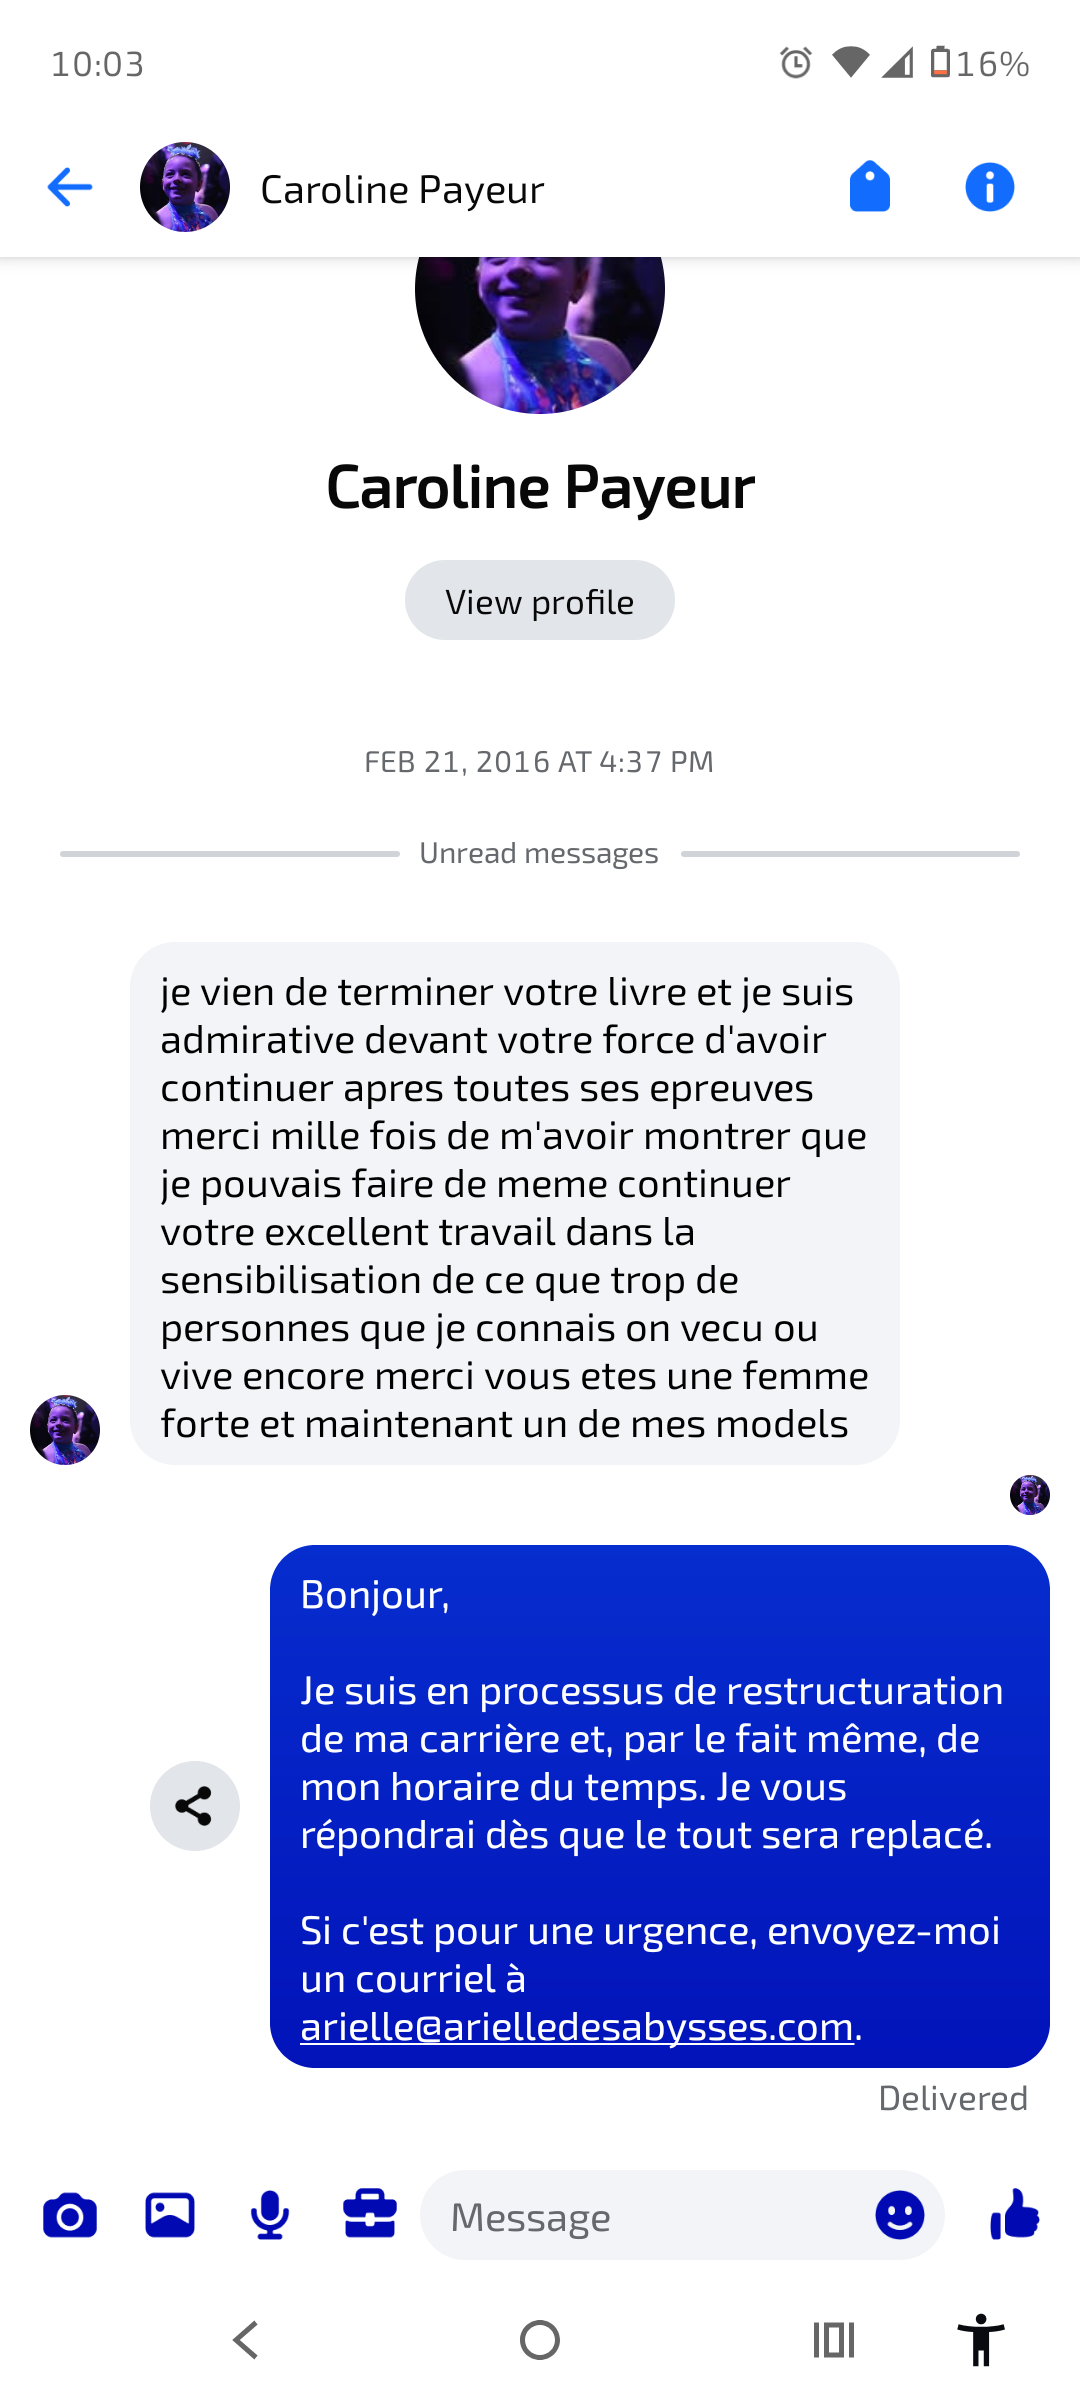 10:03
16%
Caroline Payeur
Caroline Payeur
View profile
FEB 21, 2016 AT 4:37 PM
Unread messages
je vien de terminer votre livre et je suis
admirative devant votre force d'avoir
continuer apres toutes ses epreuves
merci mille fois de m'avoir montrer que
je pouvais faire de meme continuer
votre excellent travail dans la
sensibilisation de ce que trop de
personnes que je connais on vecu ou
vive encore merci vous etes une femme
forte et maintenant un de mes models
Bonjour,
Je suis en processus de restructuration
de ma carrière et, par le fait même, de
mon horaire du temps. Je vous
répondrai dès que le tout sera replacé.
Si c'est pour une urgence, envoyez-moi
un courriel à
arielle@arielledesabysses.com.
Delivered
Message